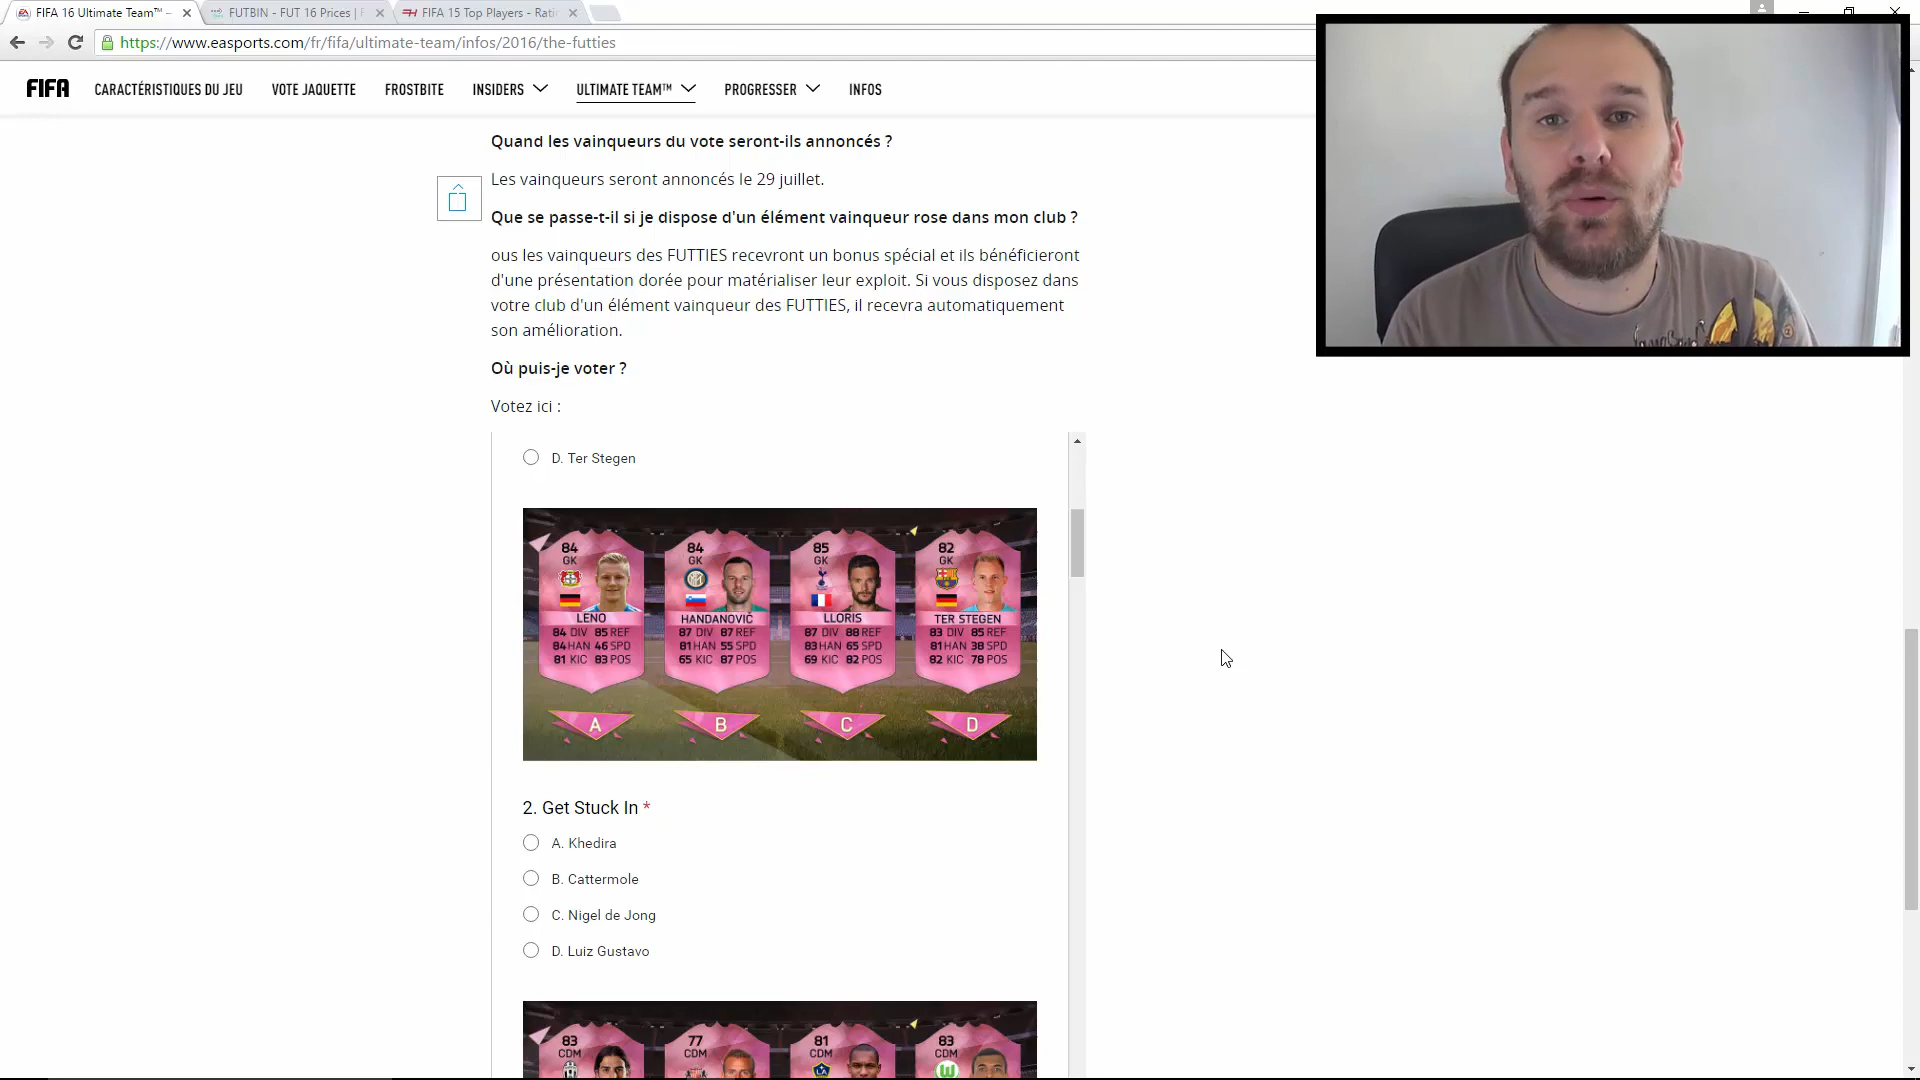 FIFA 16 Ultimate Team™ -
FUTBIN - FUT 16 Prices |
FIFA 15 Top Players - Rati
https://www.easports.com/fr/fifa/ultimate-team/infos/2016/the-futties
FIFA CARACTÉRISTIQUES DU JEU VOTE JAQUETTE FROSTBITE INSIDERS ULTIMATE TEAM™ PROGRESSER INFOS
Quand les vainqueurs du vote seront-ils annoncés ?
Les vainqueurs seront annoncés le 29 juillet.
Que se passe-t-il si je dispose d'un élément vainqueur rose dans mon club ?
ous les vainqueurs des FUTTIES recevront un bonus spécial et ils bénéficieront
d'une présentation dorée pour matérialiser leur exploit. Si vous disposez dans
votre club d'un élément vainqueur des FUTTIES, il recevra automatiquement
son amélioration.
Où puis-je voter ?
Votez ici :
D. Ter Stegen
84 GK
LENO
84 DIV 85 REF
84 HAN 46 SPD
81 KIC 83 POS
A
84 GK
HANDANOVIČ
87 DIV 87 REF
81 HAN 55 SPD
65 KIC 87 POS
B
85 GK
LLORIS
87 DIV 88 REF
83 HAN 65 SPD
69 KIC 82 POS
C
82 GK
TER STEGEN
83 DIV 85 REF
81 HAN 38 SPD
82 KIC 78 POS
D
2. Get Stuck In *
A. Khedira
B. Cattermole
C. Nigel de Jong
D. Luiz Gustavo
83 77 81 83
CDM CDM CDM CDM